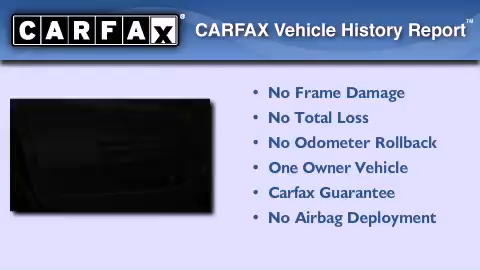 CARFAX® CARFAX Vehicle History Report™
• No Frame Damage
• No Total Loss
• No Odometer Rollback
• One Owner Vehicle
• Carfax Guarantee
• No Airbag Deployment